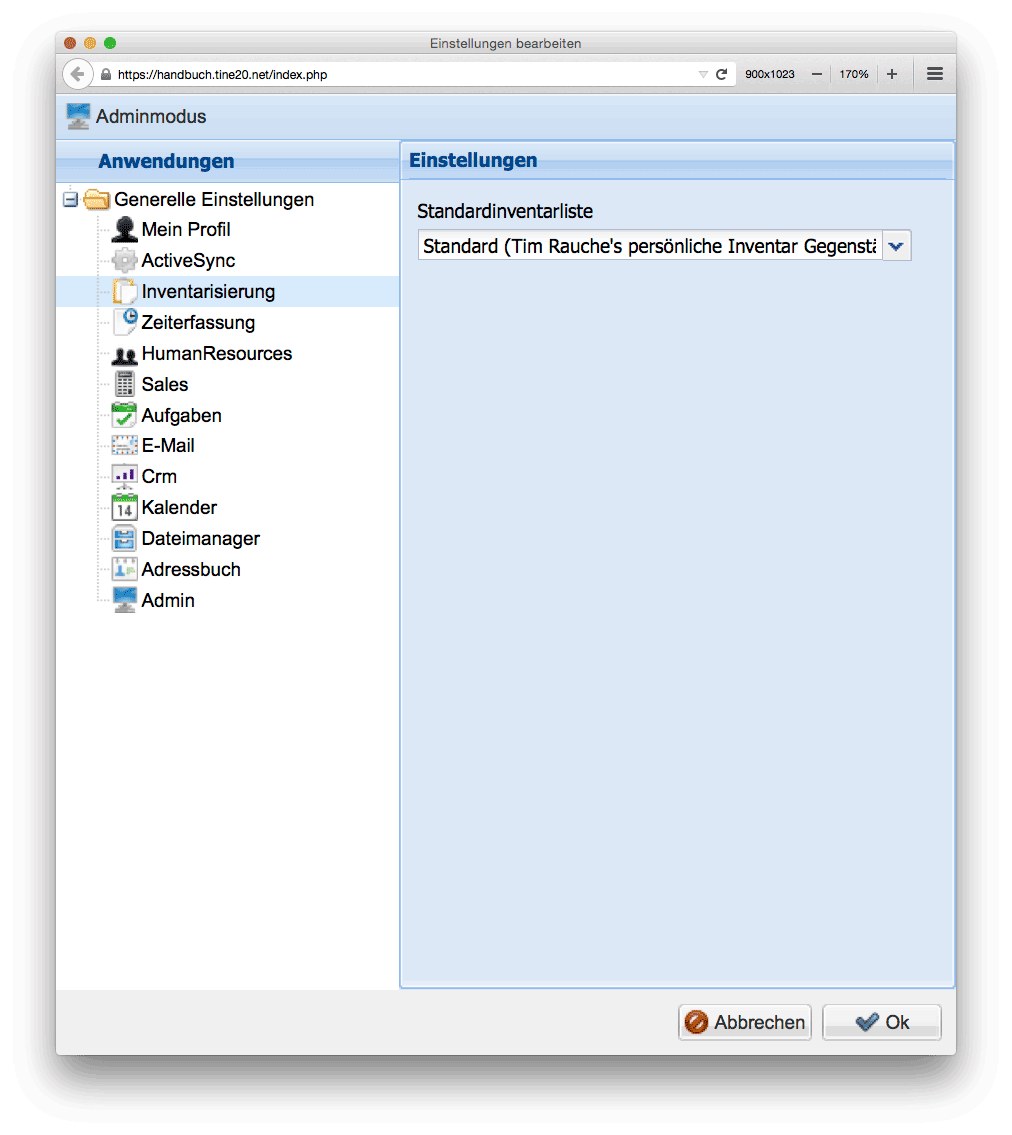 Einstellungen bearbeiten
https://handbuch.tine20.net/index.php
900x1023
170%
Adminmodus
Anwendungen
Generelle Einstellungen
Mein Profil
ActiveSync
Inventarisierung
Zeiterfassung
HumanResources
Sales
Aufgaben
E-Mail
Crm
14
Kalender
Dateimanager
Adressbuch
Admin
Einstellungen
Standardinventarliste
Standard (Tim Rauche's persönliche Inventar Gegenstä
Abbrechen
Ok